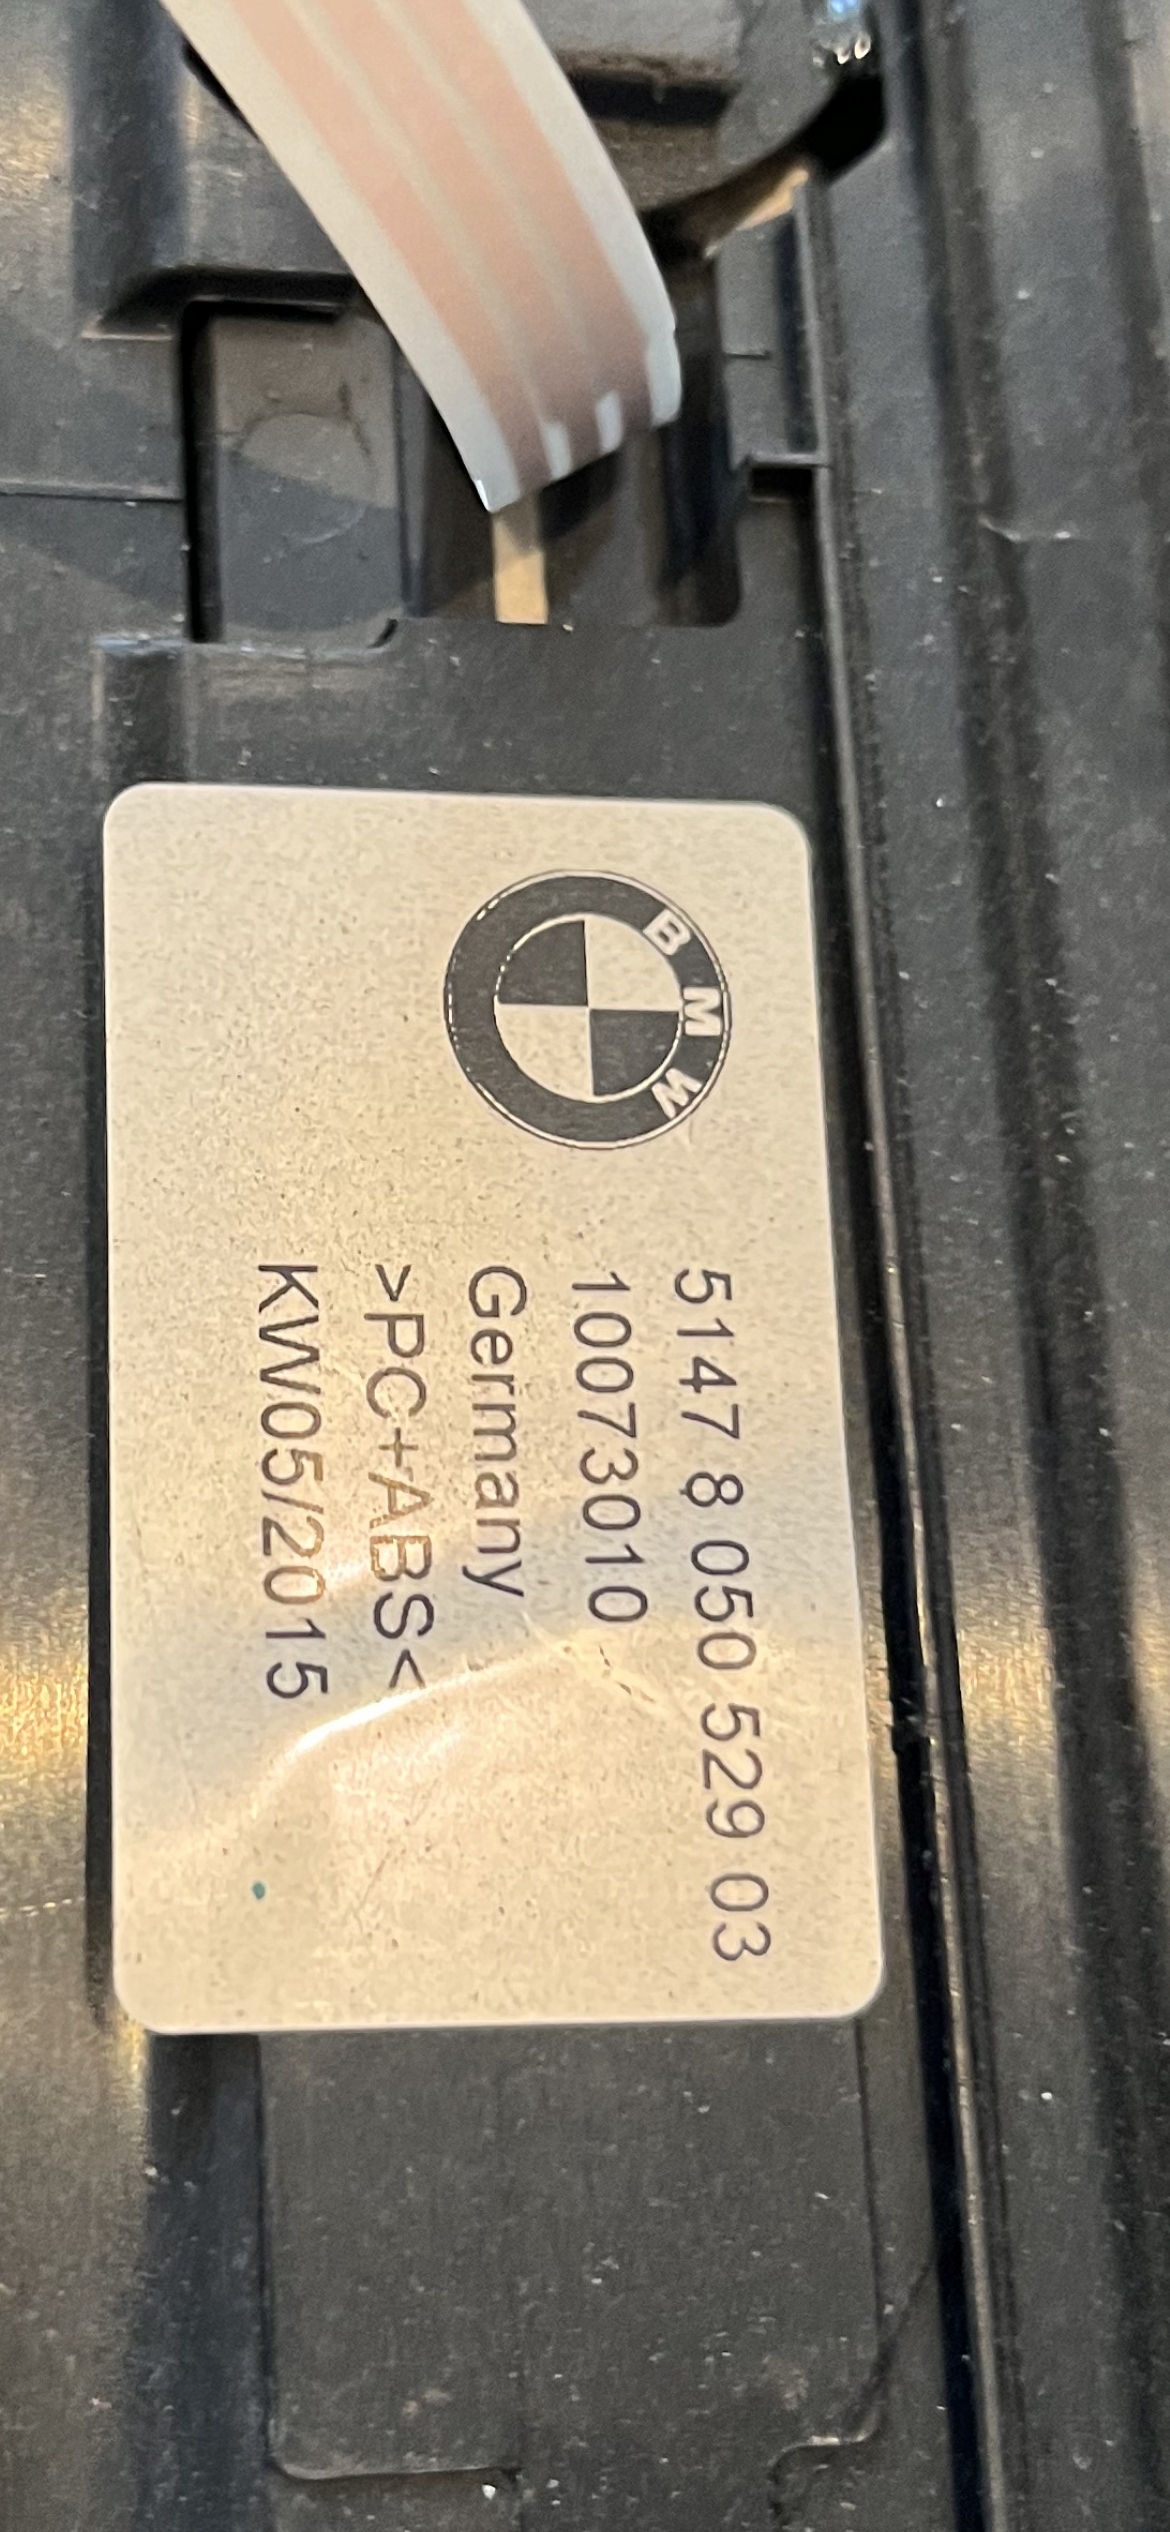 BMW
5147 8 050 529 03
10073010
Germany
>PC+ABS<
KW05/2015